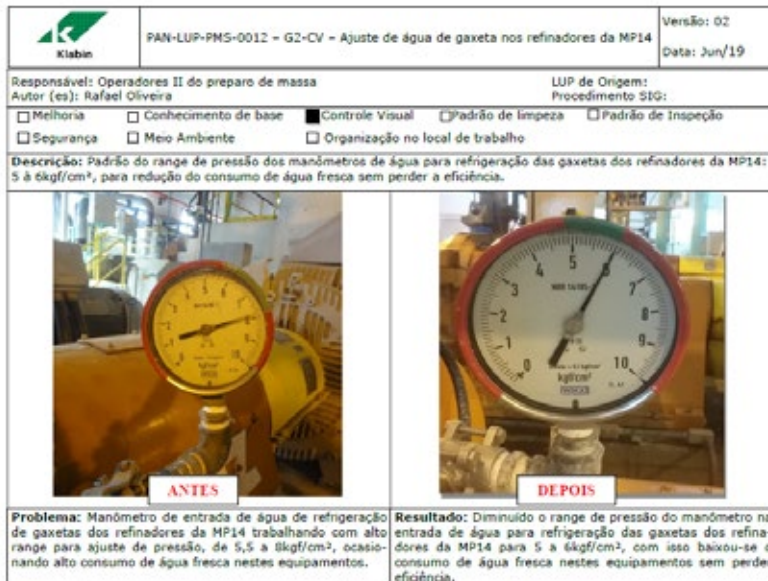 Klabin
PAN-LUP-PMS-0012 – G2-CV – Ajuste de água de gaxeta nos refinadores da MP14
Versão: 02
Data: Jun/19
Responsável: Operadores II do preparo de massa
LUP de Origem:
Autor (es): Rafael Oliveira
Procedimento SIG:
Melhoria
Conhecimento de base
Controle Visual
Padrão de limpeza
Padrão de Inspeção
Segurança
Meio Ambiente
Organização no local de trabalho
Descrição: Padrão do range de pressão dos manômetros de água para refrigeração das gaxetas dos refinadores da MP14:
5 à 6kgf/cm², para redução do consumo de água fresca sem perder a eficiência.
0 1 2 3 4 5 6 7 8 9 10
kgf/cm²
ANTES
DEPOIS
Problema: Manômetro de entrada de água de refrigeração
de gaxetas dos refinadores da MP14 trabalhando com alto
range para ajuste de pressão, de 5,5 a 8kgf/cm², ocasio-
nando alto consumo de água fresca nestes equipamentos.
Resultado: Diminuído o range de pressão do manômetro na
entrada de água para refrigeração das gaxetas dos refina-
dores da MP14 para 5 a 6kgf/cm², com isso baixou-se o
consumo de água fresca nestes equipamentos sem perder
eficiência.